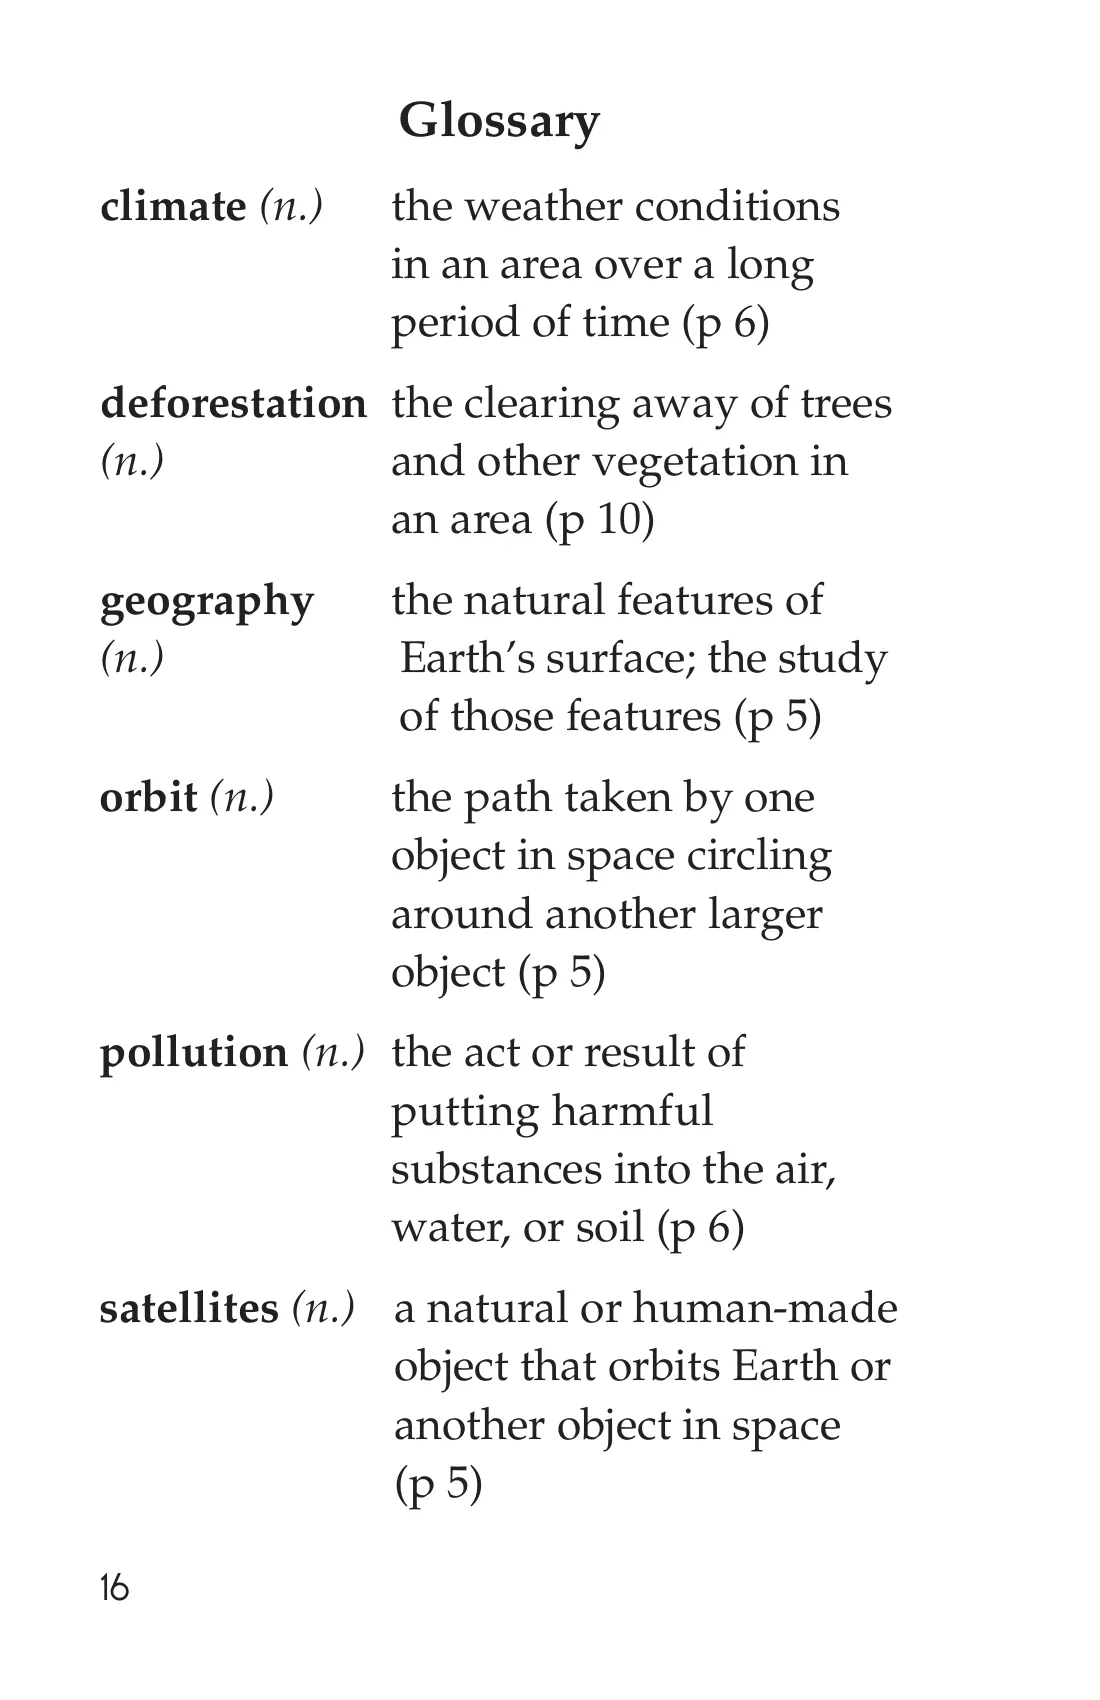 Glossary
climate (n.) the weather conditions
in an area over a long
period of time (p 6)
deforestation the clearing away of trees
(n.) and other vegetation in
an area (p 10)
geography the natural features of
(n.) Earth’s surface; the study
of those features (p 5)
orbit (n.) the path taken by one
object in space circling
around another larger
object (p 5)
pollution (n.) the act or result of
putting harmful
substances into the air,
water, or soil (p 6)
satellites (n.) a natural or human-made
object that orbits Earth or
another object in space
(p 5)
16